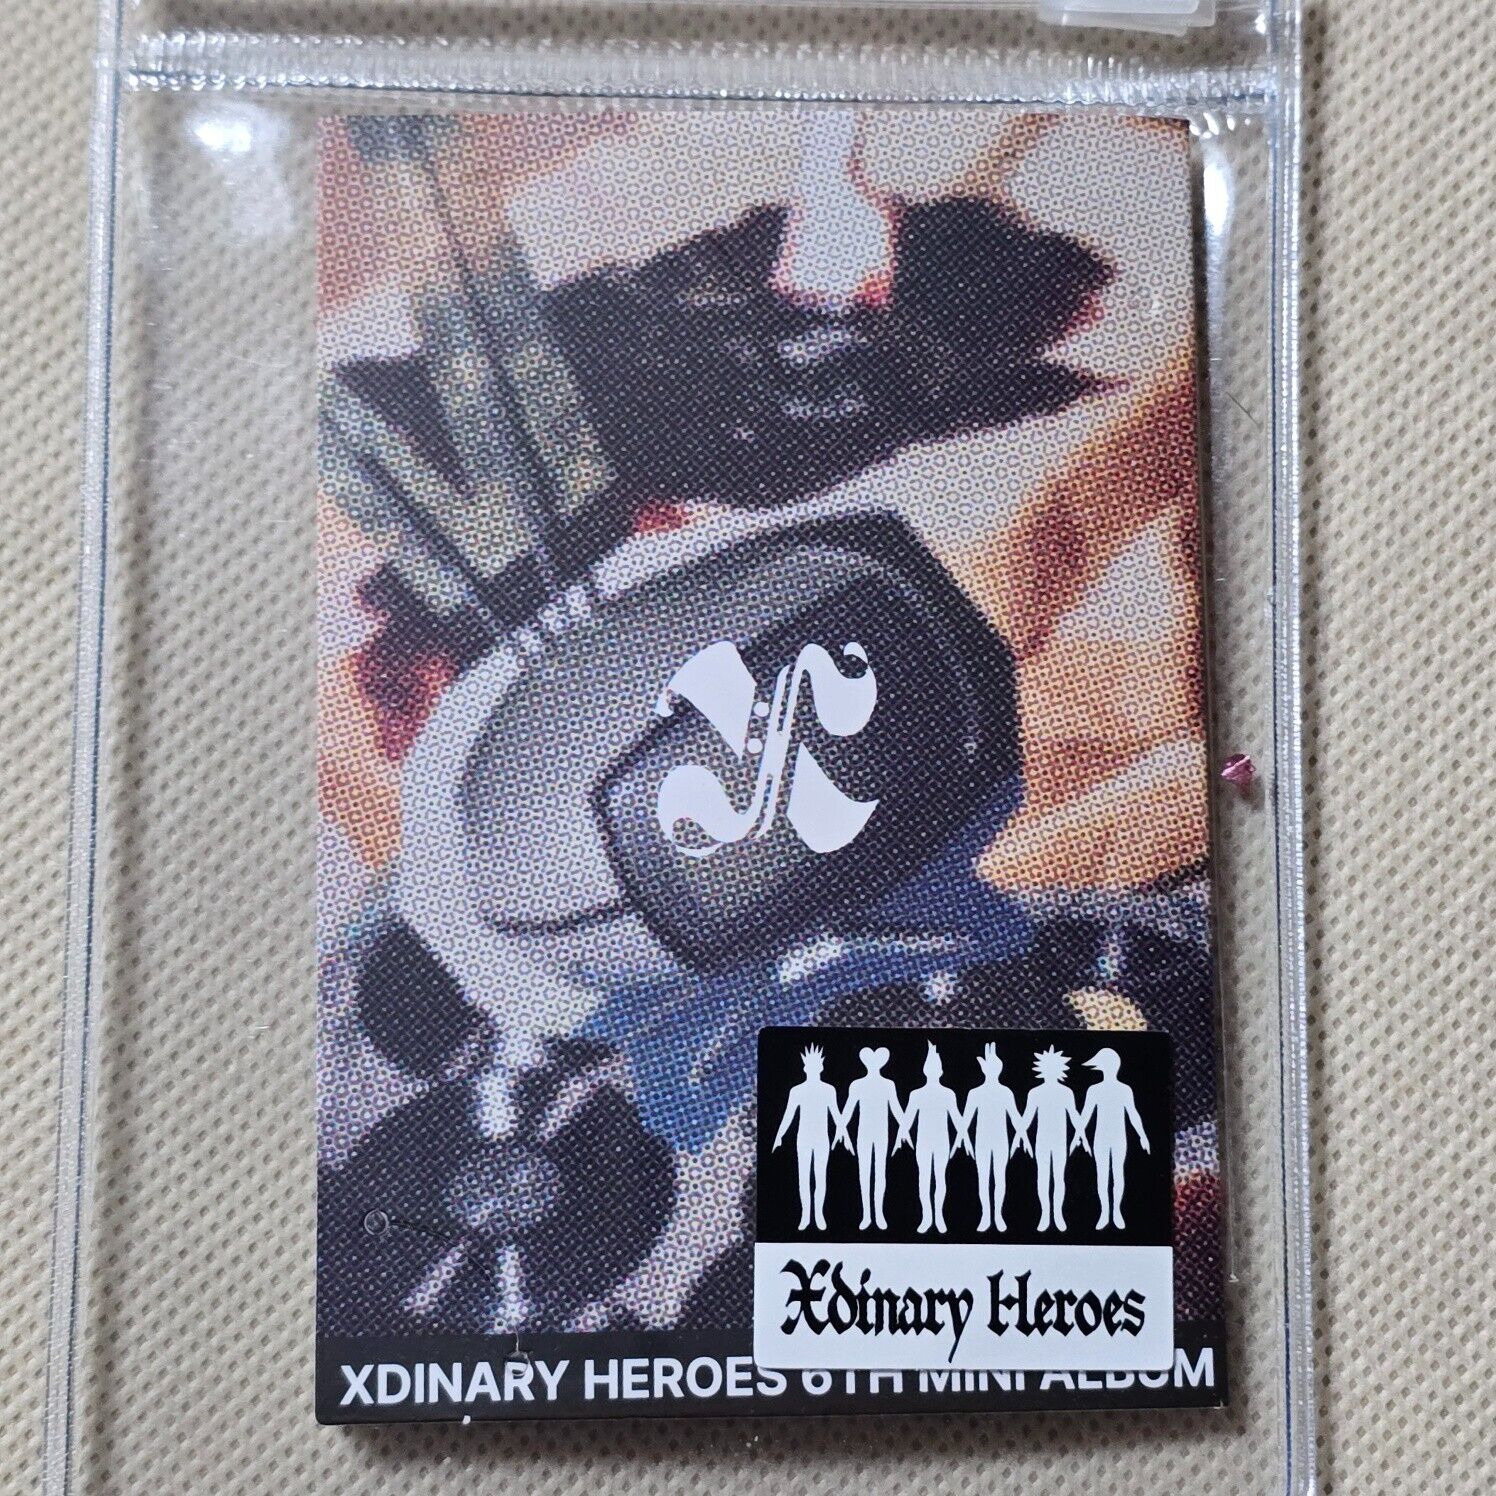 Xdinary Heroes
XDINARY HEROES 6TH MINI ALBUM